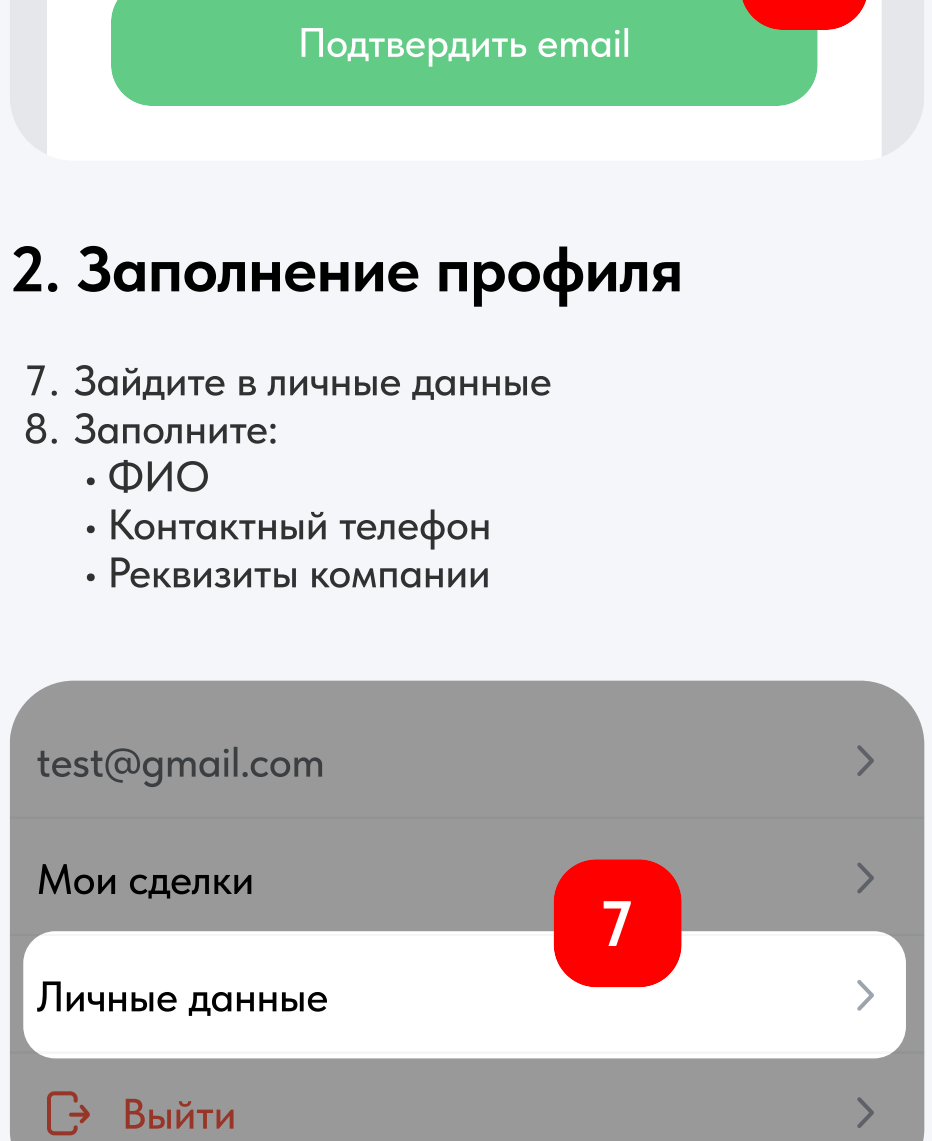 Подтвердить email
2. Заполнение профиля
7. Зайдите в личные данные
8. Заполните:
• ФИО
• Контактный телефон
• Реквизиты компании
test@gmail.com
Мои сделки
7
Личные данные
Выйти